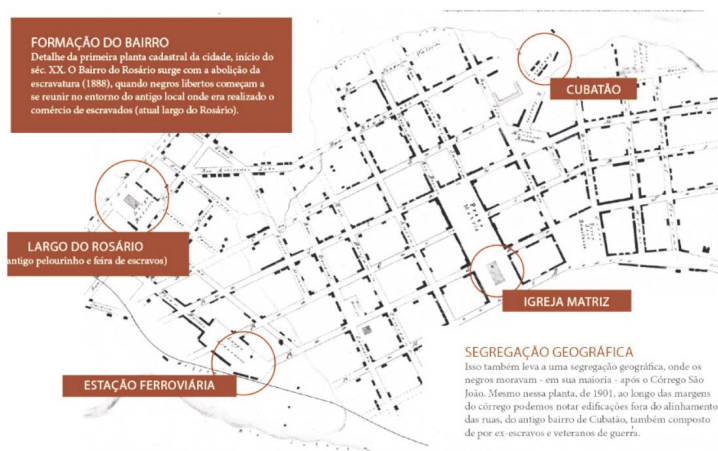 FORMAÇÃO DO BAIRRO
Detalhe da primeira planta cadastral da cidade, início do
séc. XX. O Bairro do Rosário surge com a abolição da
escravatura (1888), quando negros libertos começam a
se reunir no entorno do antigo local onde era realizado o
comércio de escravados (atual largo do Rosário).
CUBATÃO
LARGO DO ROSÁRIO
antigo pelourinho e feira de escravos)
IGREJA MATRIZ
ESTAÇÃO FERROVIÁRIA
SEGREGAÇÃO GEOGRÁFICA
Isso também leva a uma segregação geográfica, onde os
negros moravam - em sua maioria - após o Córrego São
João. Mesmo nessa planta, de 1901, ao longo das margens
do córrego podemos notar edificações fora do alinhamento
das ruas, do antigo bairro de Cubatão, também composto
de por ex-escravos e veteranos de guerra.